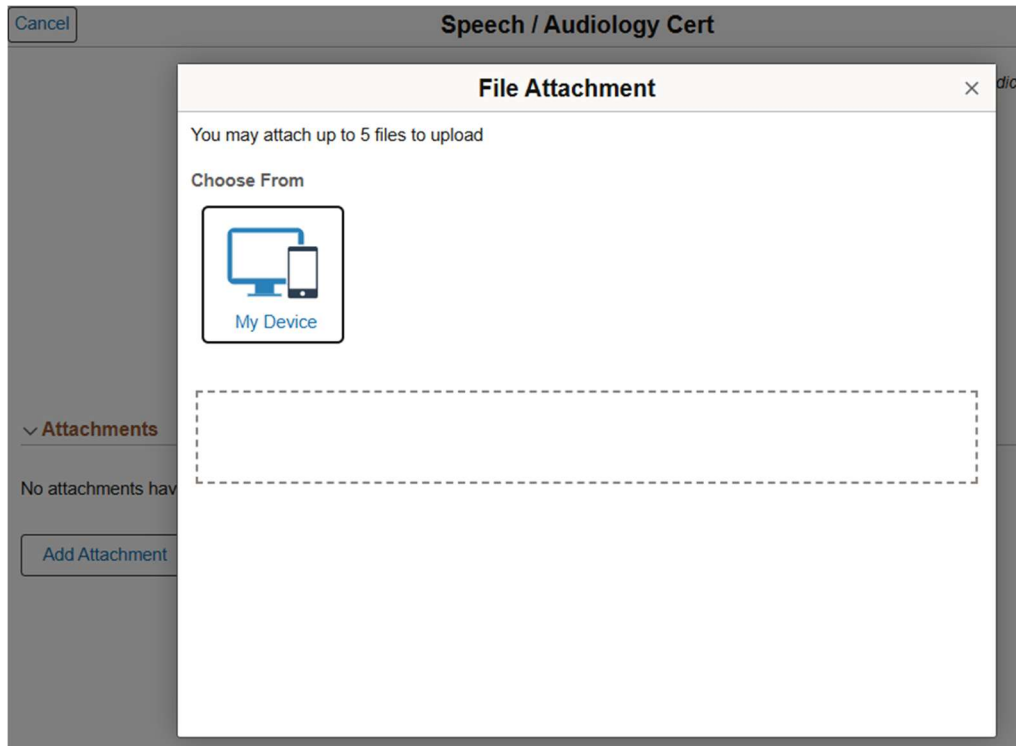 Cancel
Speech / Audiology Cert
File Attachment
You may attach up to 5 files to upload
Choose From
My Device
Attachments
No attachments hav
Add Attachment